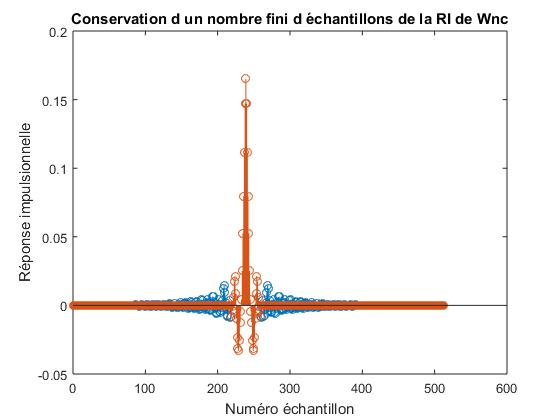 Conservation d un nombre fini d échantillons de la RI de Wnc
0.2
0.15
0.1
0.05
0
-0.05
Réponse impulsionnelle
0 100 200 300 400 500 600
Numéro échantillon